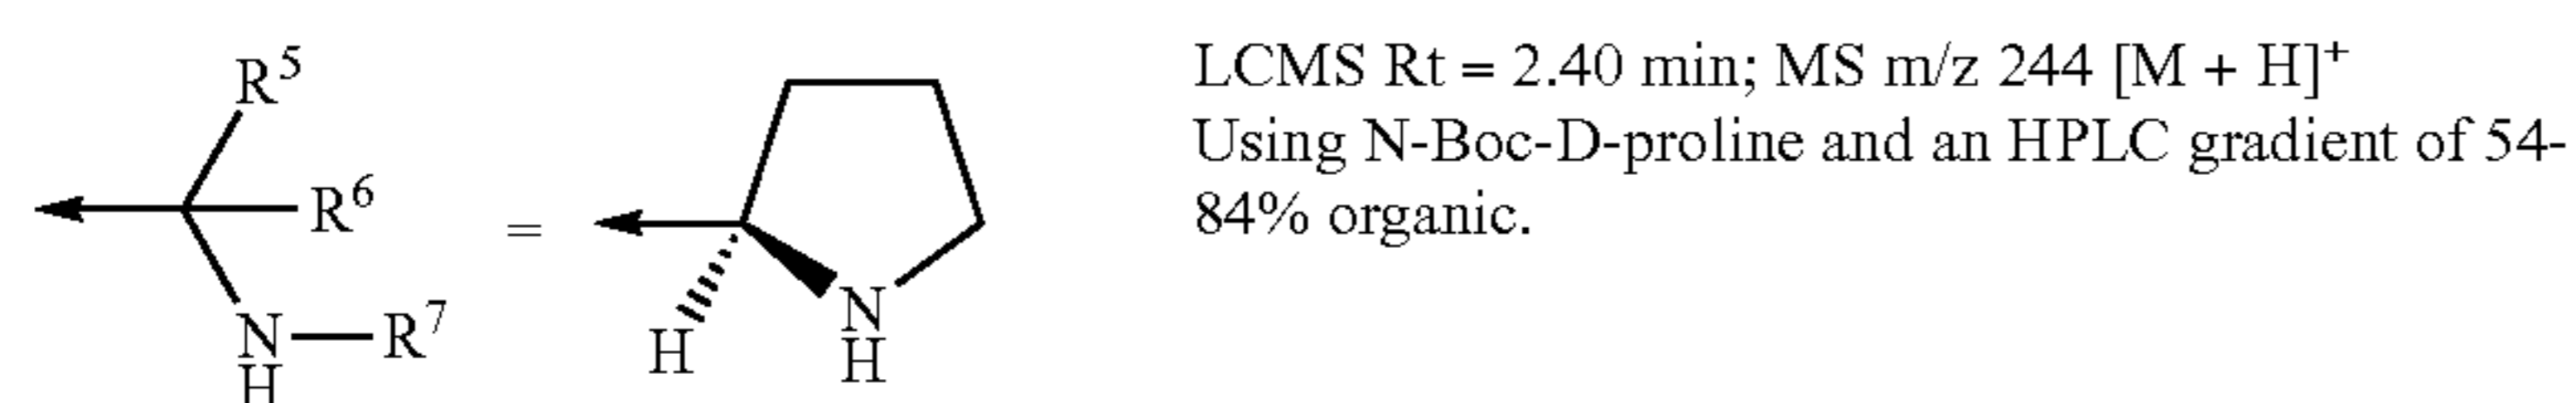 R⁵
R⁶
N—R⁷
H
=
H
N
H
LCMS Rt = 2.40 min; MS m/z 244 [M + H]⁺
Using N-Boc-D-proline and an HPLC gradient of 54-
84% organic.